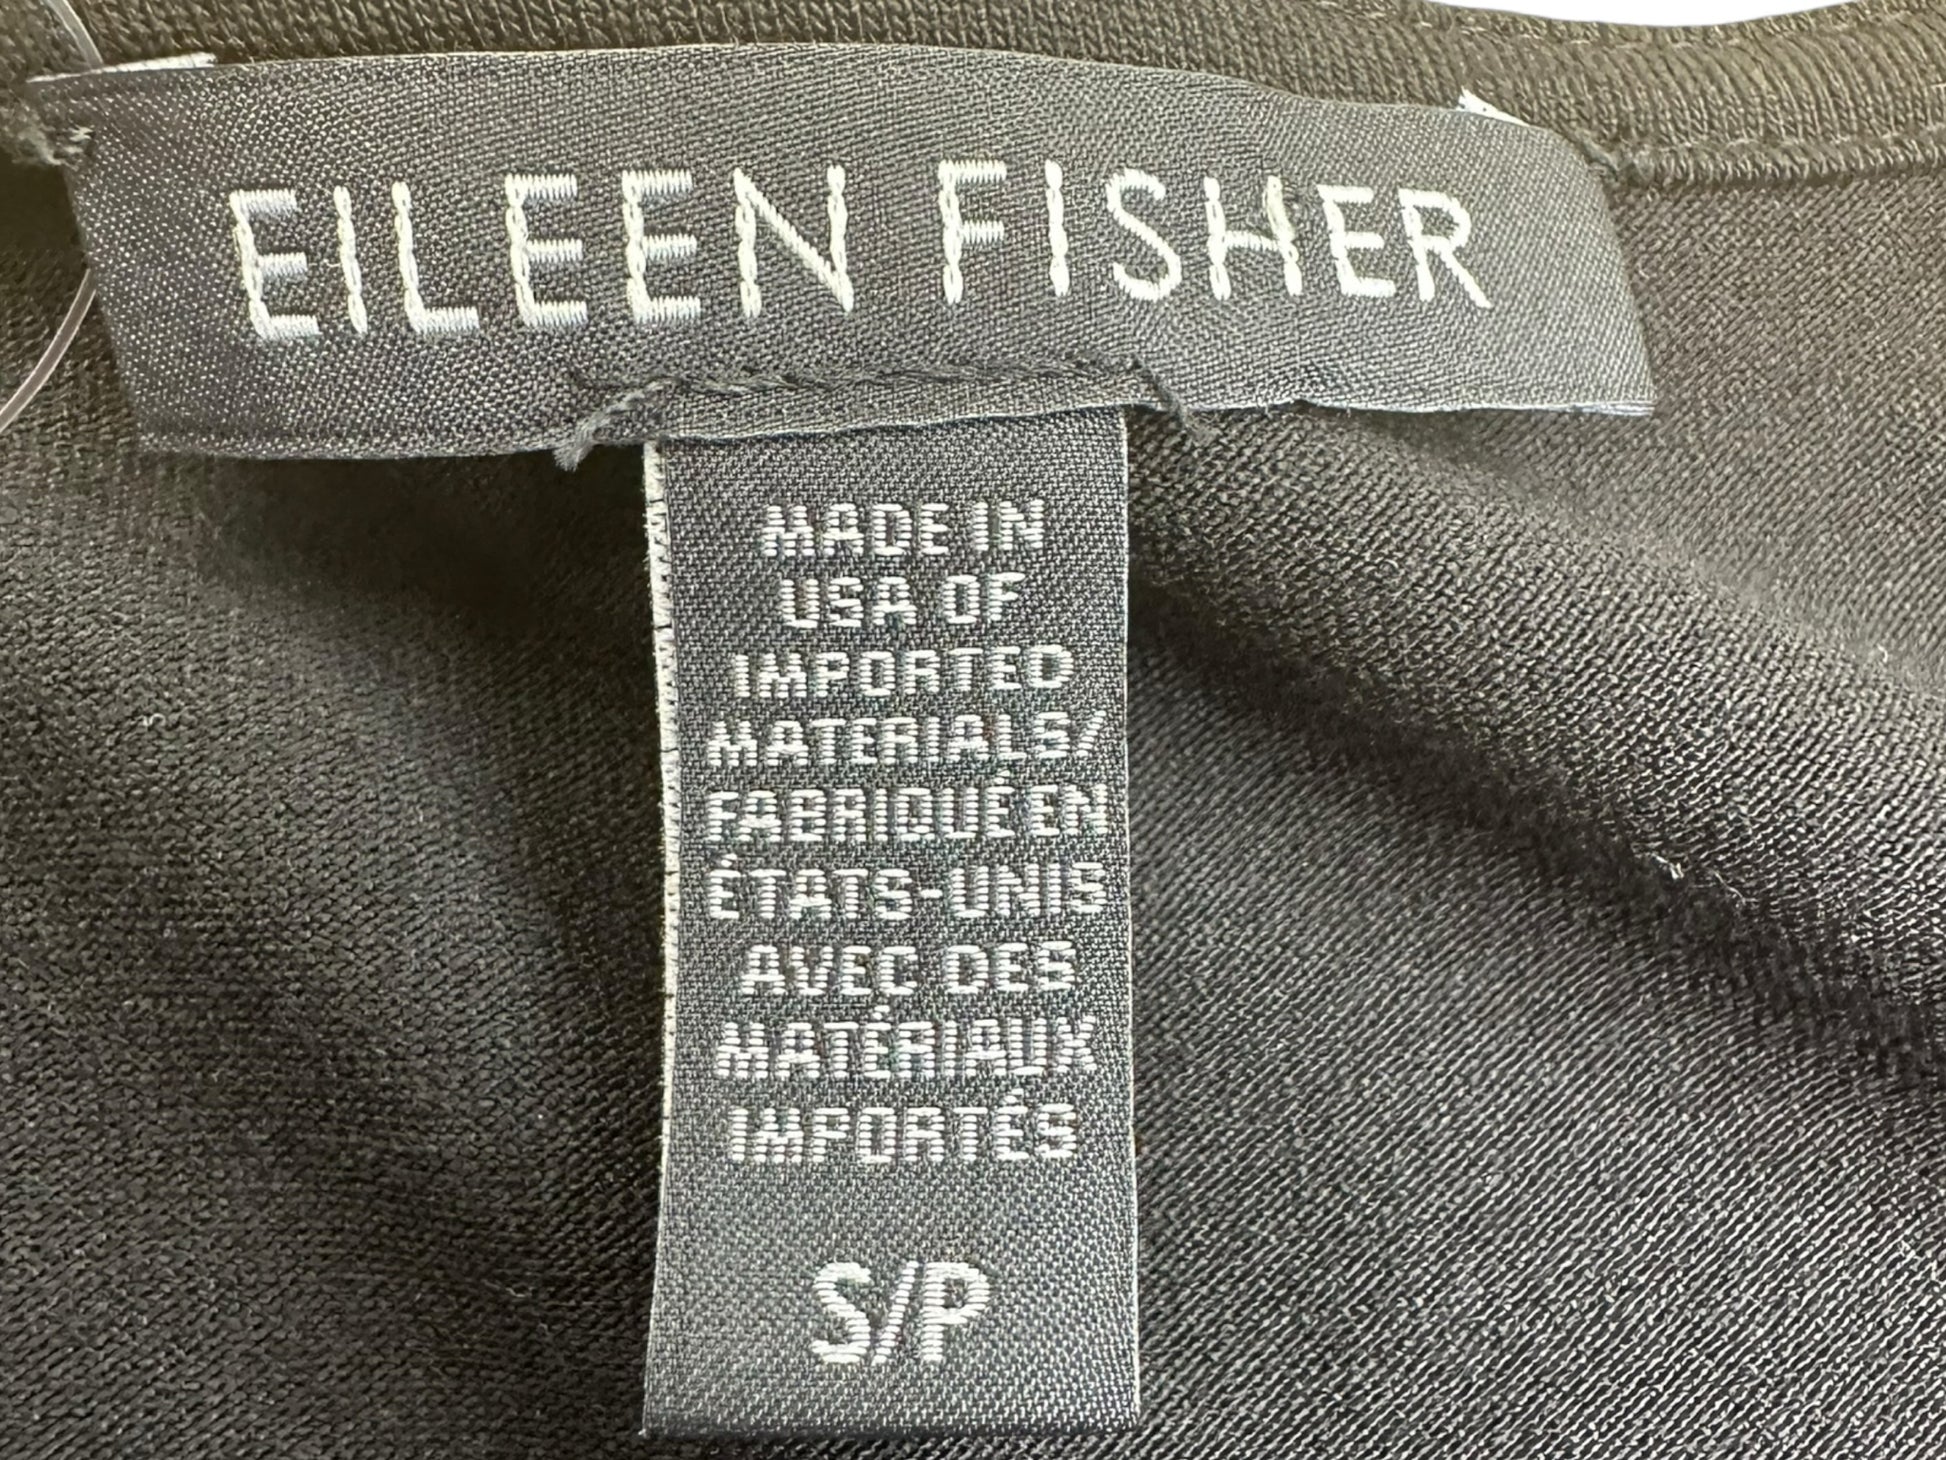 EILEEN FISHER
MADE IN
USA OF
IMPORTED
MATERIALS/
FABRIQUÉ EN
ÉTATS-UNIS
AVEC DES
MATÉRIAUX
IMPORTÉS
S/P